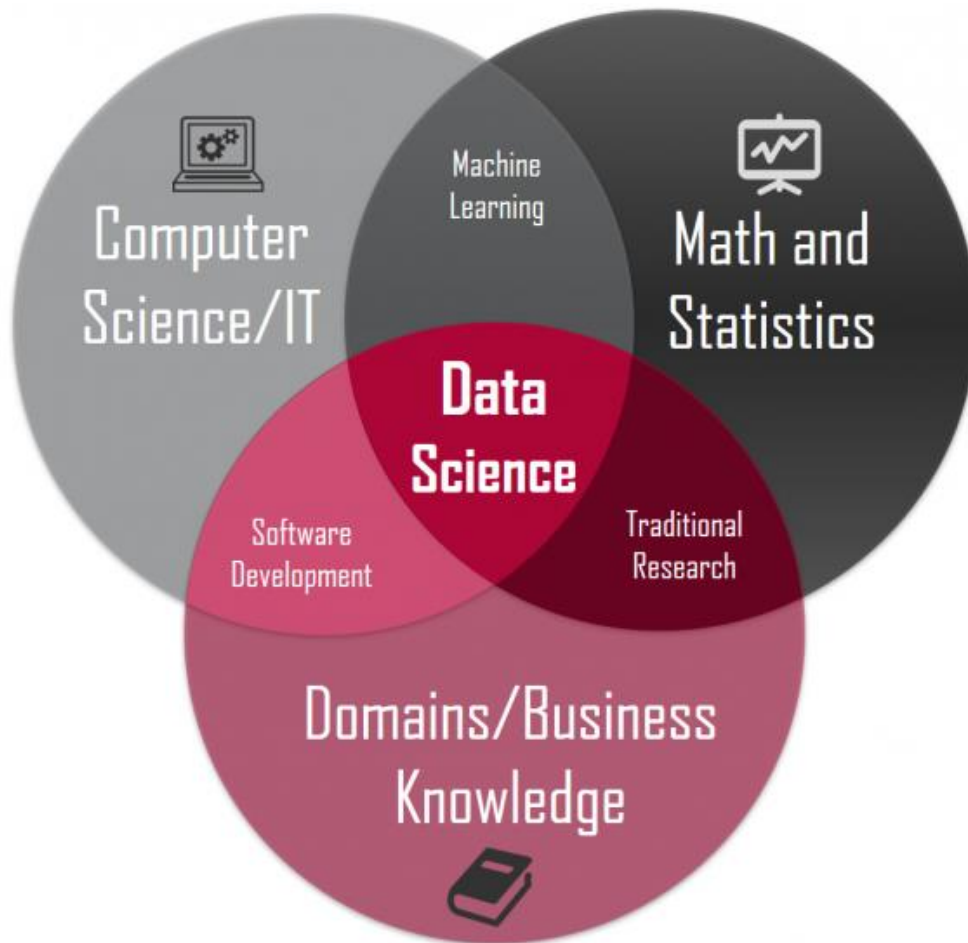 Machine
Learning
Computer
Science/IT
Math and
Statistics
Data
Science
Software
Development
Traditional
Research
Domains/Business
Knowledge